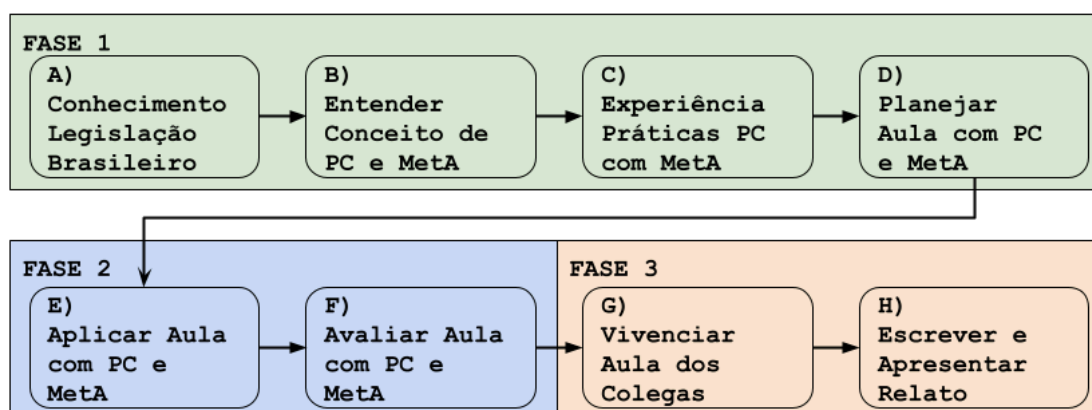 FASE 1
A)
Conhecimento
Legislação
Brasileiro
B)
Entender
Conceito de
PC e MetA
C)
Experiência
Práticas PC
com MetA
D)
Planejar
Aula com PC
e MetA
FASE 2
E)
Aplicar Aula
com PC e
MetA
F)
Avaliar Aula
com PC e
MetA
FASE 3
G)
Vivenciar
Aula dos
Colegas
H)
Escrever e
Apresentar
Relato